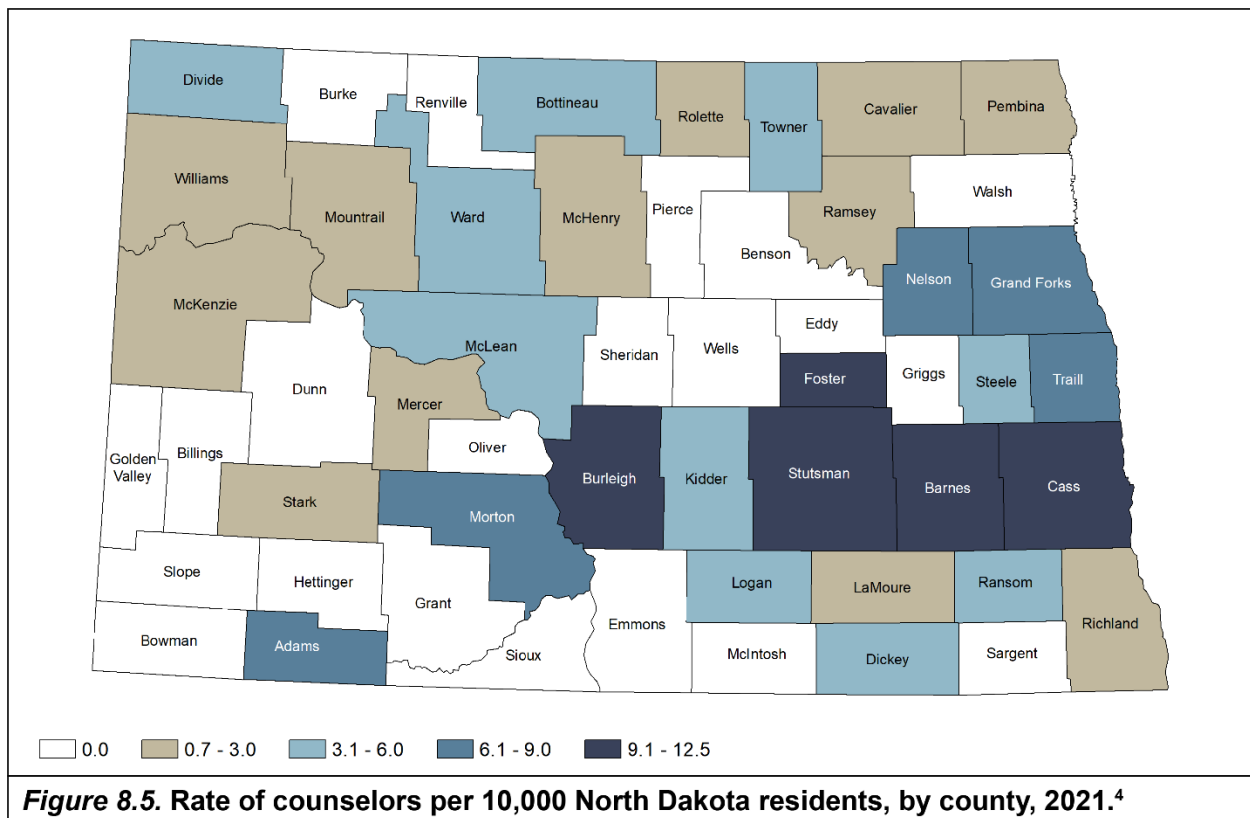 Divide
Burke
Renville
Bottineau
Rolette
Towner
Cavalier
Pembina
Williams
Mountrail
Ward
McHenry
Pierce
Benson
Ramsey
Walsh
McKenzie
Nelson
Grand Forks
Dunn
McLean
Sheridan
Wells
Eddy
Foster
Griggs
Steele
Traill
Mercer
Oliver
Golden
Valley
Billings
Stark
Morton
Burleigh
Kidder
Stutsman
Barnes
Cass
Slope
Hettinger
Grant
Bowman
Adams
Sioux
Emmons
Logan
LaMoure
Ransom
Richland
McIntosh
Dickey
Sargent
0.0
0.7 - 3.0
3.1 - 6.0
6.1 - 9.0
9.1 - 12.5
Figure 8.5. Rate of counselors per 10,000 North Dakota residents, by county, 2021.⁴